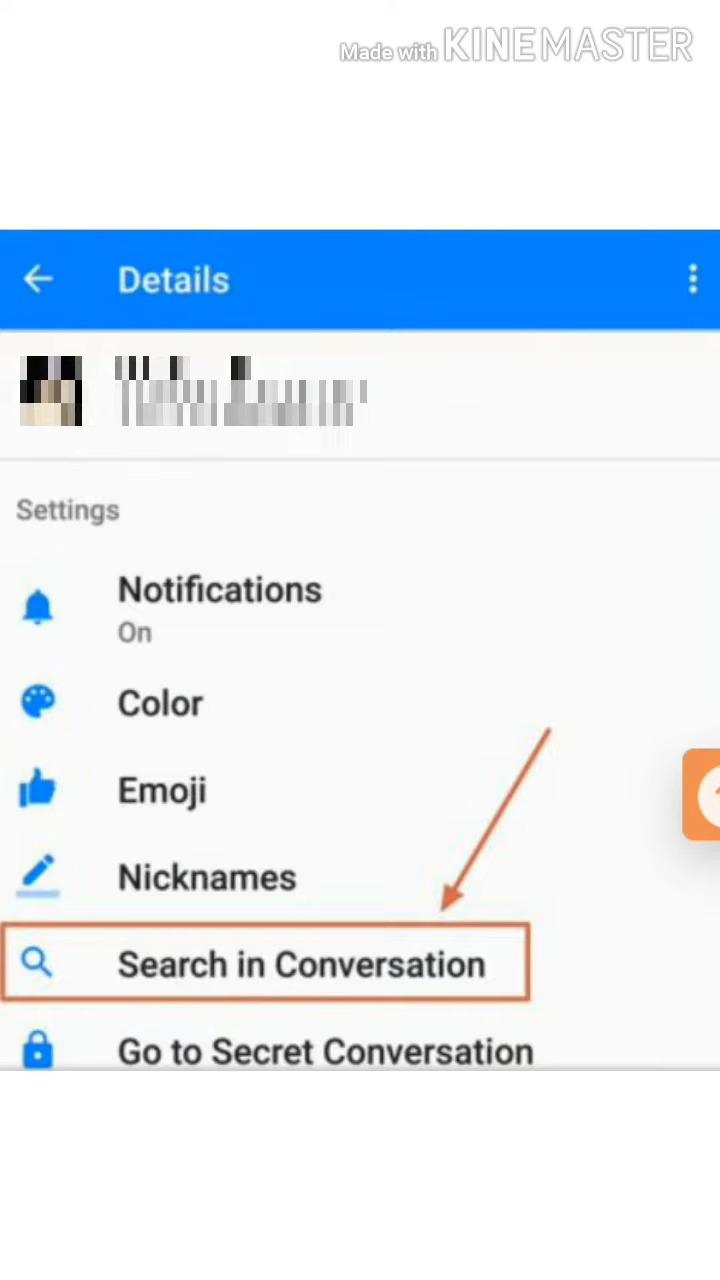 Made with KINEMASTER
Details
Settings
Notifications
On
Color
Emoji
Nicknames
Search in Conversation
Go to Secret Conversation